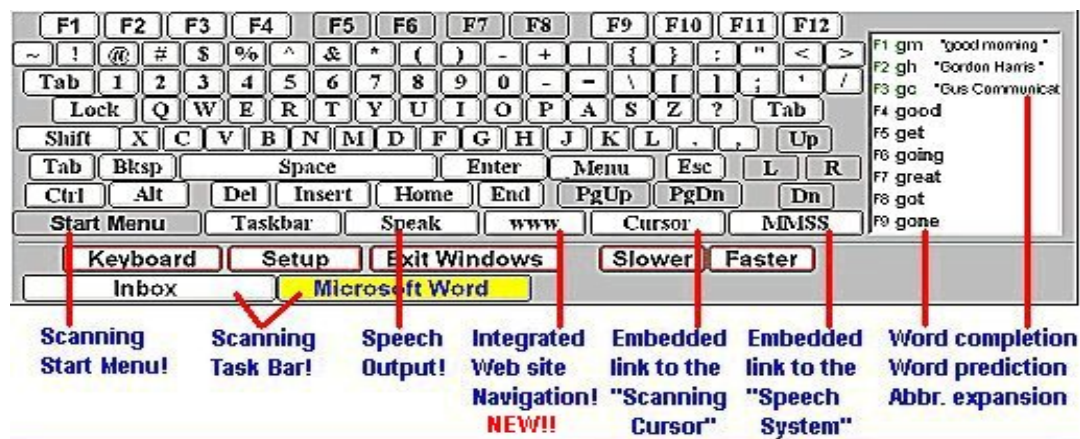 F1 F2 F3 F4 F5 F6 F7 F8 F9 F10 F11 F12
~ ! @ # $ % ^ & * ( ) - + | { } : " < >
Tab 1 2 3 4 5 6 7 8 9 0 - = \ [ ] ; ' /
Lock Q W E R T Y U I O P A S Z ? Tab
Shift X C V B N M D F G H J K L . , Up
Tab Bksp Space Enter Menu Esc L R
Ctrl Alt Del Insert Home End PgUp PgDn Dn
Start Menu Taskbar Speak www Cursor MMSS
F1 gm "good morning "
F2 gh "Gordon Harris "
F3 gc "Gus Communicat
F4 good
F5 get
F6 going
F7 great
F8 got
F9 gone
Keyboard Setup Exit Windows Slower Faster
Inbox Microsoft Word
Scanning
Start Menu!
Scanning
Task Bar!
Speech
Output!
Integrated
Web site
Navigation!
NEW!!
Embedded
link to the
"Scanning
Cursor"
Embedded
link to the
"Speech
System"
Word completion
Word prediction
Abbr. expansion